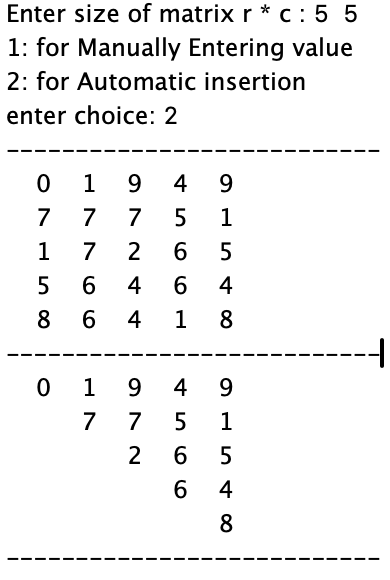 Enter size of matrix r * c : 5  5
1: for Manually Entering value
2: for Automatic insertion
enter choice: 2
----------------------------
0 1 9 4 9
7 7 7 5 1
1 7 2 6 5
5 6 4 6 4
8 6 4 1 8
----------------------------
0 1 9 4 9
7 7 5 1
2 6 5
6 4
8
----------------------------